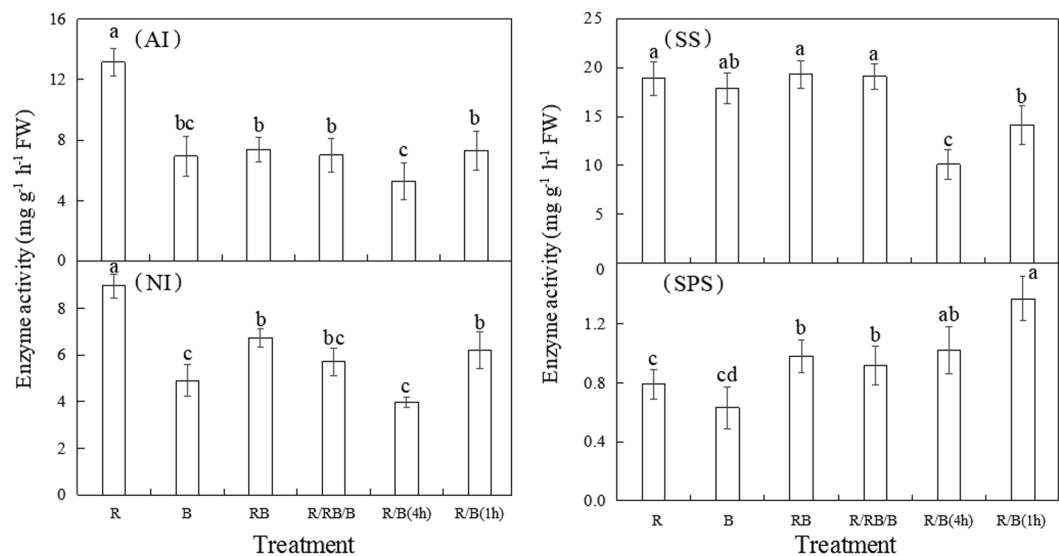 Enzyme activity (mg g⁻¹ h⁻¹ FW)
16
12
8
4
0
(AI)
a
bc
b
b
c
b
8
6
4
2
0
(NI)
a
c
b
bc
c
b
R B RB R/RB/B R/B(4h) R/B(1h)
Treatment
Enzyme activity (mg g⁻¹ h⁻¹ FW)
25
20
15
10
5
0
(SS)
a
ab
a
a
c
b
1.2
0.8
0.4
0.0
(SPS)
c
cd
b
b
ab
a
R B RB R/RB/B R/B(4h) R/B(1h)
Treatment